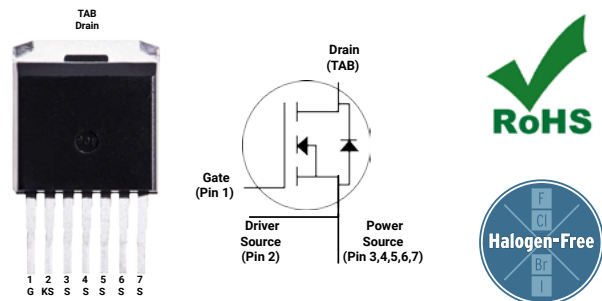 TAB
Drain
1 2 3 4 5 6 7
G KS S S S S S
Drain
(TAB)
Gate
(Pin 1)
Driver
Source
(Pin 2)
Power
Source
(Pin 3,4,5,6,7)
RoHS
F
Cl
Halogen-Free
Br
I